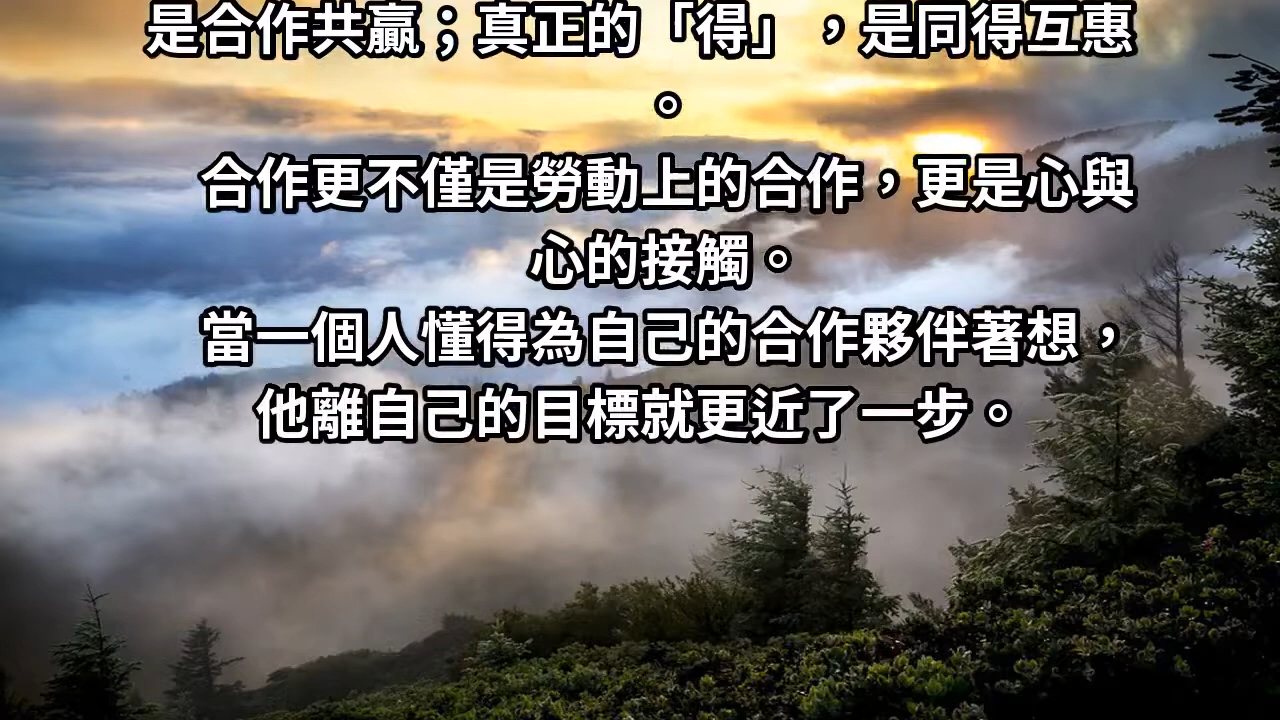 是合作共贏；真正的「得」，是同得互惠
。
合作更不僅是勞動上的合作，更是心與
心的接觸。
當一個人懂得為自己的合作夥伴著想，
他離自己的目標就更近了一步。